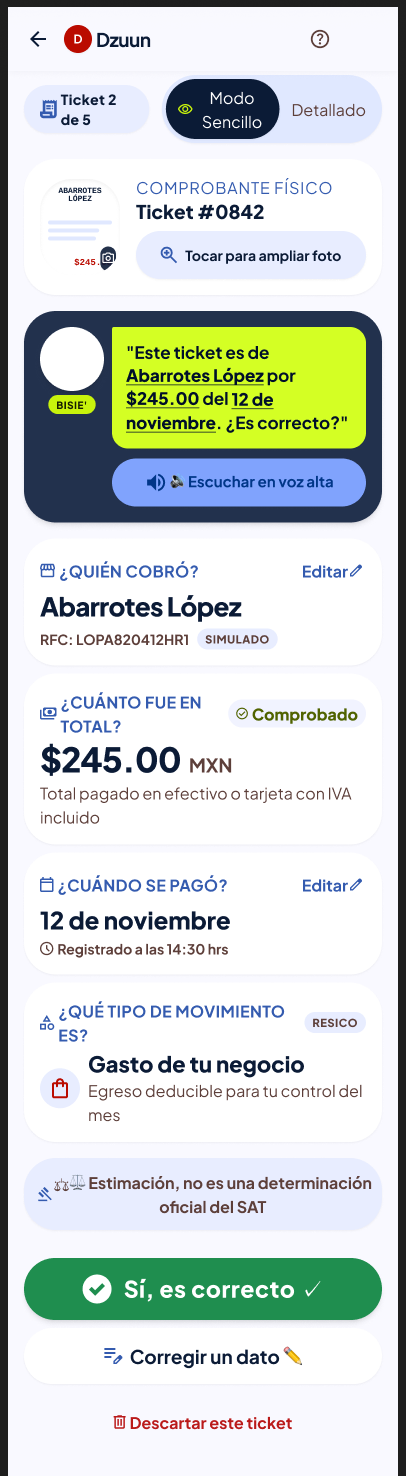 D Dzuun
Ticket 2
de 5
Modo
Sencillo
Detallado
ABARROTES
LÓPEZ
$245.
COMPROBANTE FÍSICO
Ticket #0842
Tocar para ampliar foto
BISIE'
"Este ticket es de
Abarrotes López por
$245.00 del 12 de
noviembre. ¿Es correcto?"
🔊 Escuchar en voz alta
¿QUIÉN COBRÓ?
Editar
Abarrotes López
RFC: LOPA820412HR1 SIMULADO
¿CUÁNTO FUE EN
TOTAL?
Comprobado
$245.00 MXN
Total pagado en efectivo o tarjeta con IVA
incluido
¿CUÁNDO SE PAGÓ?
Editar
12 de noviembre
Registrado a las 14:30 hrs
¿QUÉ TIPO DE MOVIMIENTO
ES?
RESICO
Gasto de tu negocio
Egreso deducible para tu control del
mes
⚖️ Estimación, no es una determinación
oficial del SAT
Sí, es correcto ✓
Corregir un dato ✏️
Descartar este ticket